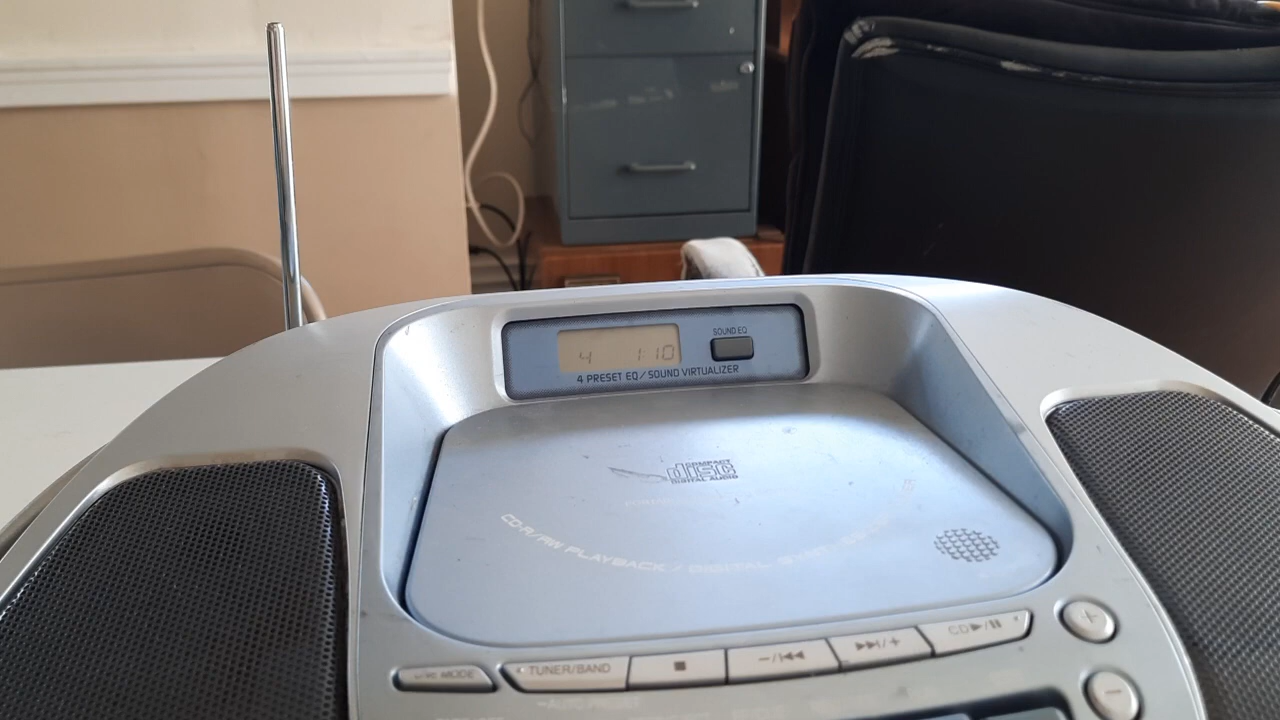 SOUND EQ
4 1:10
4 PRESET EQ/SOUND VIRTUALIZER
COMPACT
disc
DIGITAL AUDIO
CD-R/RW PLAYBACK / DIGITAL
MODE
TUNER/BAND
■
−/⏮
⏭/+
CD▶/⏸
+
−